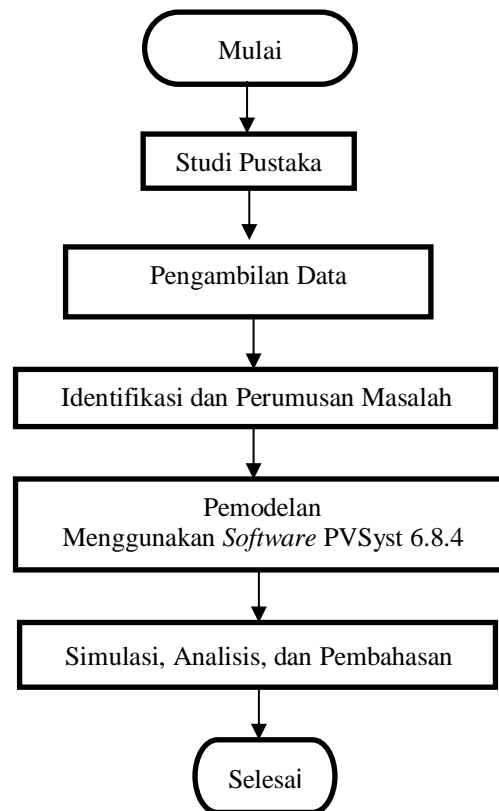 Mulai
Studi Pustaka
Pengambilan Data
Identifikasi dan Perumusan Masalah
Pemodelan
Menggunakan Software PVSyst 6.8.4
Simulasi, Analisis, dan Pembahasan
Selesai